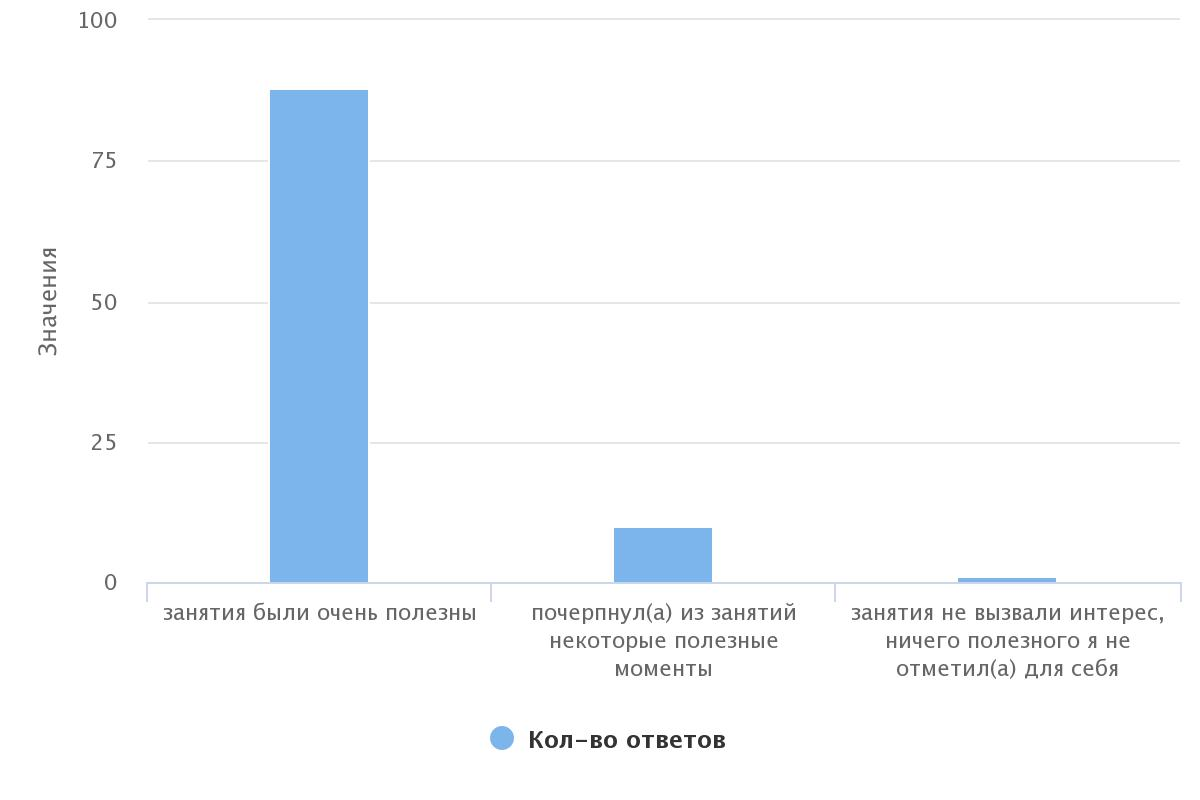 100
75
50
25
0
Значения
занятия были очень полезны
почерпнул(а) из занятий
некоторые полезные
моменты
занятия не вызвали интерес,
ничего полезного я не
отметил(а) для себя
Кол-во ответов